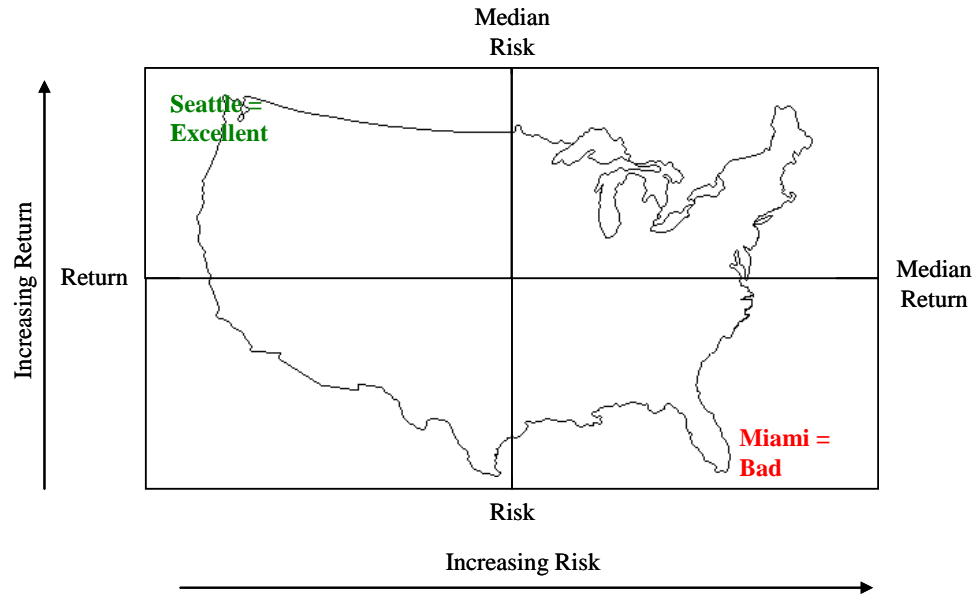 Median
Risk
Seattle =
Excellent
Increasing Return
Return
Median
Return
Miami =
Bad
Risk
Increasing Risk